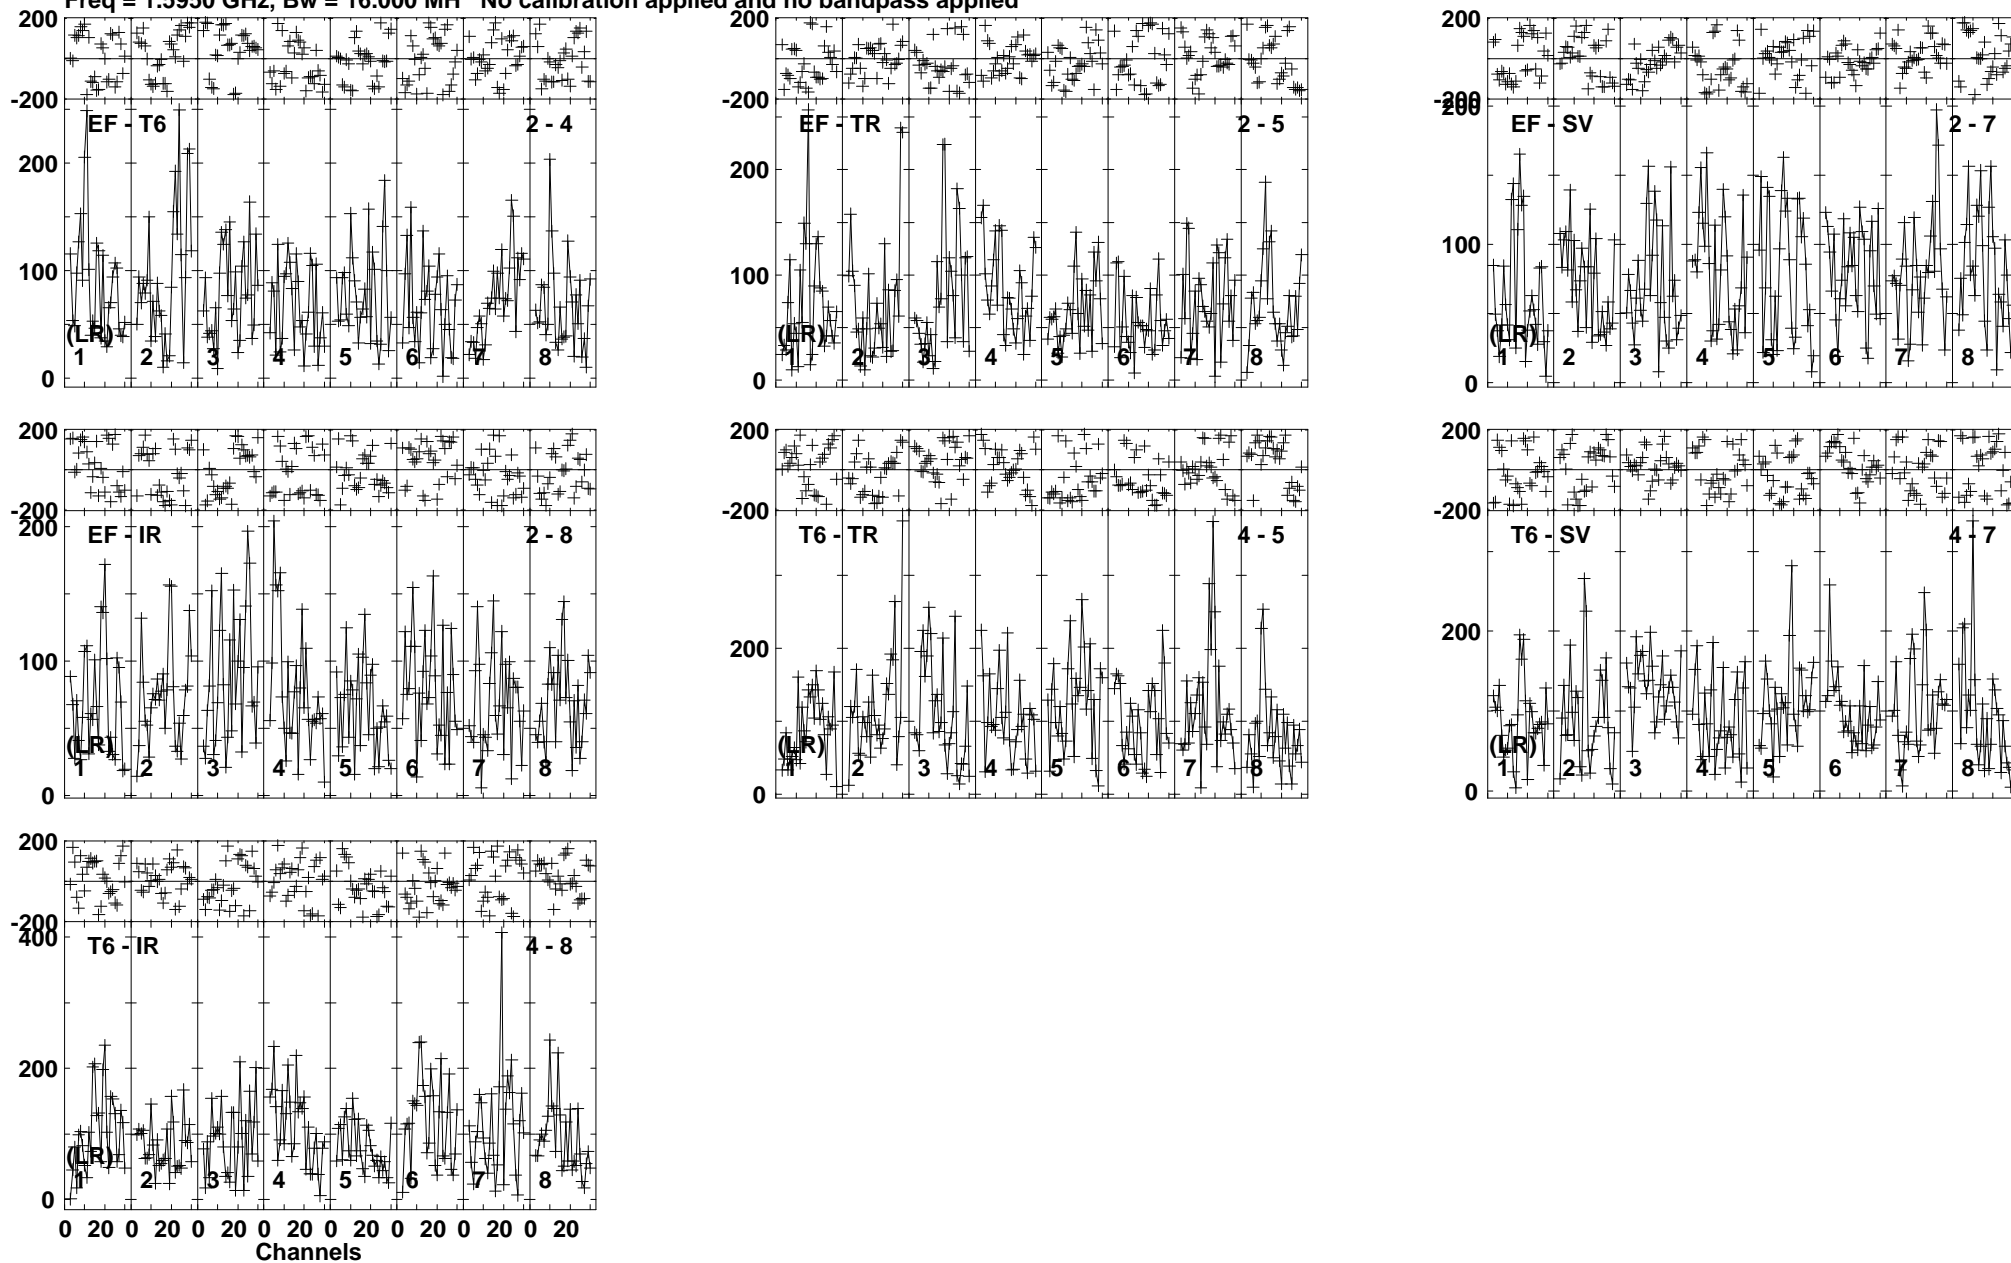 Freq = 1.5950 GHz, Bw = 16.000 MH No calibration applied and no bandpass applied
200 200 200
-200 -200 -200
EF - T6 2 - 4 EF - TR 2 - 5 200 EF - SV 2 - 7
200 200
100 100 100
(LR) (LR) (LR)
1 2 3 4 5 6 7 8 1 2 3 4 5 6 7 8 1 2 3 4 5 6 7 8
0 0 0
200 200 200
-200 -200 -200
200 EF - IR 2 - 8 T6 - TR 4 - 5 T6 - SV 4 - 7
100 200 200
(LR) (LR) (LR)
1 2 3 4 5 6 7 8 1 2 3 4 5 6 7 8 1 2 3 4 5 6 7 8
0 0 0
200
-200
400 T6 - IR 4 - 8
200
(LR)
1 2 3 4 5 6 7 8
0
0 20 0 20 0 20 0 20 0 20 0 20 0 20 0 20
Channels